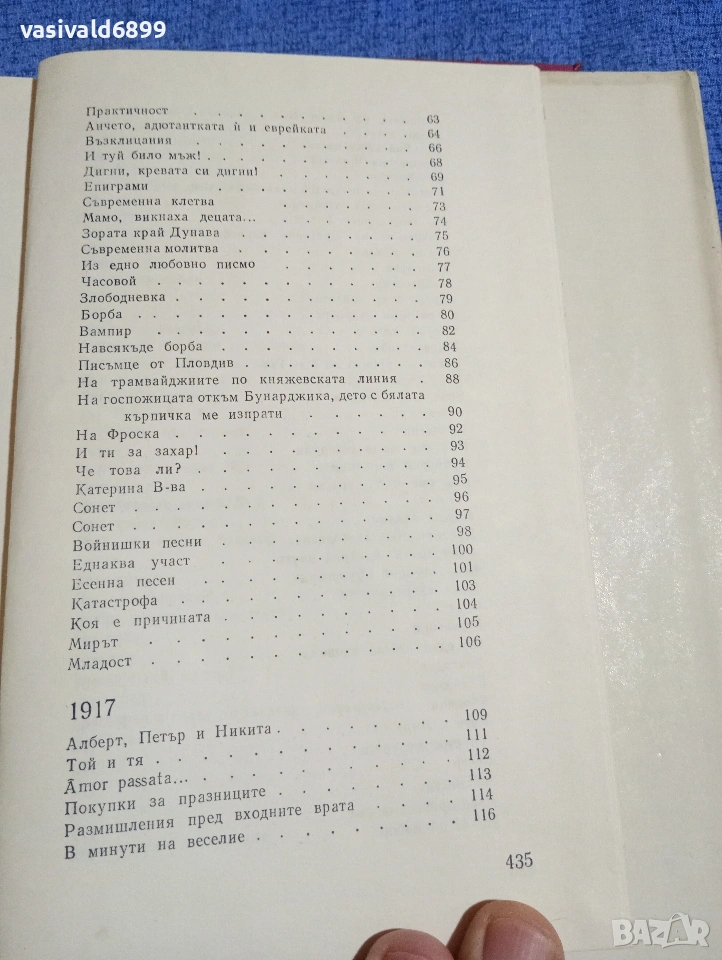 vasivald6899
Практичност . . . . . . . . . . . 63
Анчето, адютантката ѝ и еврейката . . . . 64
Възклицания . . . . . . . . . . . 66
И туй било мъж! . . . . . . . . . . 68
Дигни, кревата си дигни! . . . . . . . 69
Епиграми . . . . . . . . . . . 71
Съвременна клетва . . . . . . . . 73
Мамо, викнаха децата... . . . . . . . 74
Зората край Дунава . . . . . . . . 75
Съвременна молитва . . . . . . . . 76
Из едно любовно писмо . . . . . . . 77
Часовой . . . . . . . . . . . . 78
Злободневка . . . . . . . . . . . 79
Борба . . . . . . . . . . . . . 80
Вампир . . . . . . . . . . . . 82
Навсякъде борба . . . . . . . . . 84
Писъмце от Пловдив . . . . . . . . 86
На трамвайджиите по княжевската линия . 88
На госпожицата откъм Бунарджика, дето с бялата
кърпичка ме изпрати . . . . . . 90
На Фроска . . . . . . . . . . . 92
И ти за захар! . . . . . . . . . 93
Че това ли? . . . . . . . . . . 94
Катерина В-ва . . . . . . . . . . 95
Сонет . . . . . . . . . . . . . 96
Сонет . . . . . . . . . . . . . 97
Войнишки песни . . . . . . . . . 98
Еднаква участ . . . . . . . . . 100
Есенна песен . . . . . . . . . . 101
Катастрофа . . . . . . . . . . . 103
Коя е причината . . . . . . . . . 104
Мирът . . . . . . . . . . . . 105
Младост . . . . . . . . . . . . 106
1917
Алберт, Петър и Никита . . . . . . . 109
Той и тя . . . . . . . . . . . 111
Āmor passata... . . . . . . . . . . 112
Покупки за празниците . . . . . . . 113
Размишления пред входните врата . . . . 114
В минути на веселие . . . . . . . . 116
435
BAZAR